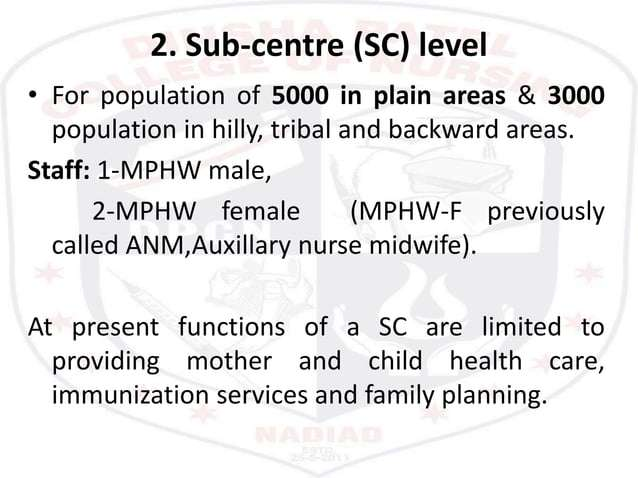 2. Sub-centre (SC) level
• For population of 5000 in plain areas & 3000
population in hilly, tribal and backward areas.
Staff: 1-MPHW male,
2-MPHW female (MPHW-F previously
called ANM,Auxillary nurse midwife).
At present functions of a SC are limited to
providing mother and child health care,
immunization services and family planning.
NADIAD